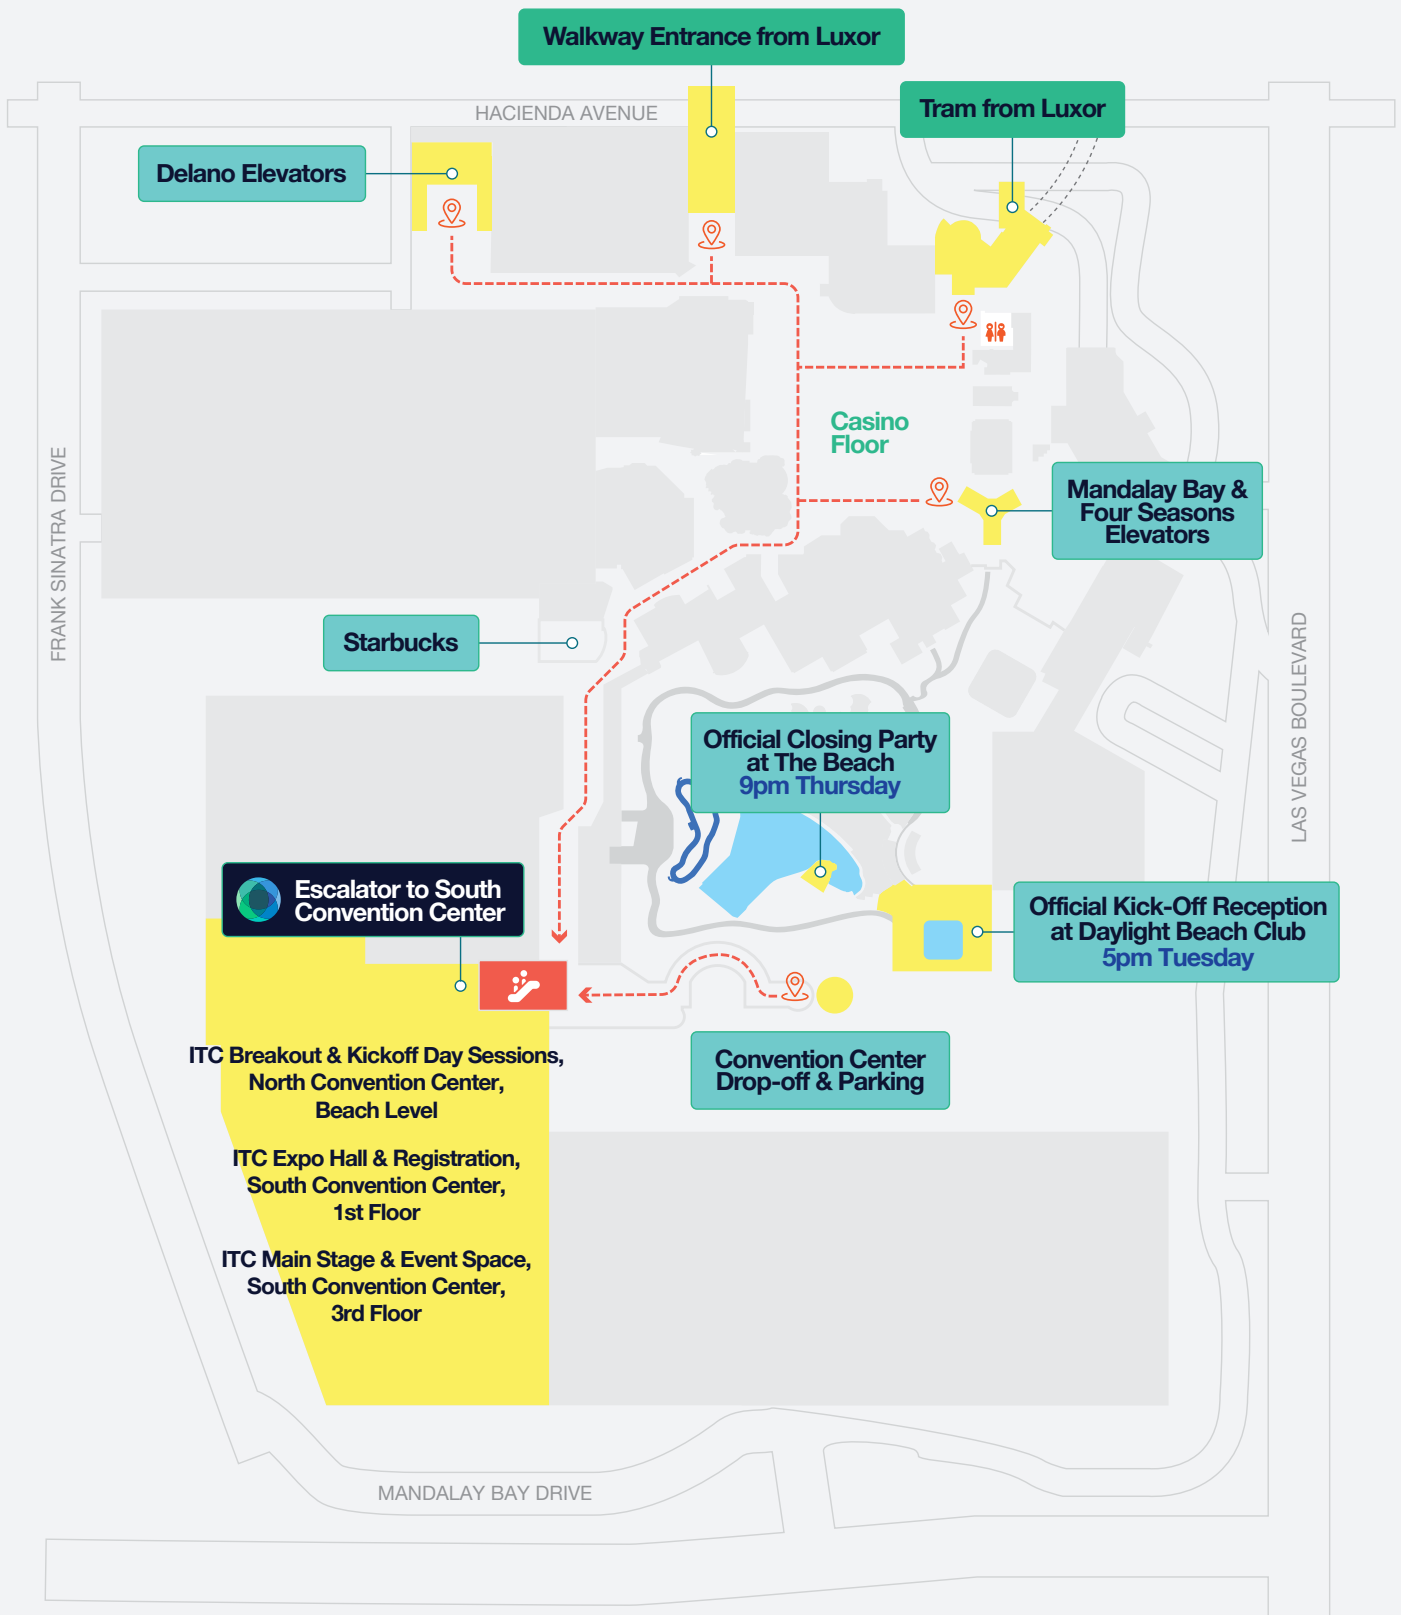 Walkway Entrance from Luxor
Tram from Luxor
HACIENDA AVENUE
Delano Elevators
Casino
Floor
Mandalay Bay &
Four Seasons
Elevators
FRANK SINATRA DRIVE
Starbucks
LAS VEGAS BOULEVARD
Official Closing Party
at The Beach
9pm Thursday
Escalator to South
Convention Center
Official Kick-Off Reception
at Daylight Beach Club
5pm Tuesday
ITC Breakout & Kickoff Day Sessions,
North Convention Center,
Beach Level
Convention Center
Drop-off & Parking
ITC Expo Hall & Registration,
South Convention Center,
1st Floor
ITC Main Stage & Event Space,
South Convention Center,
3rd Floor
MANDALAY BAY DRIVE